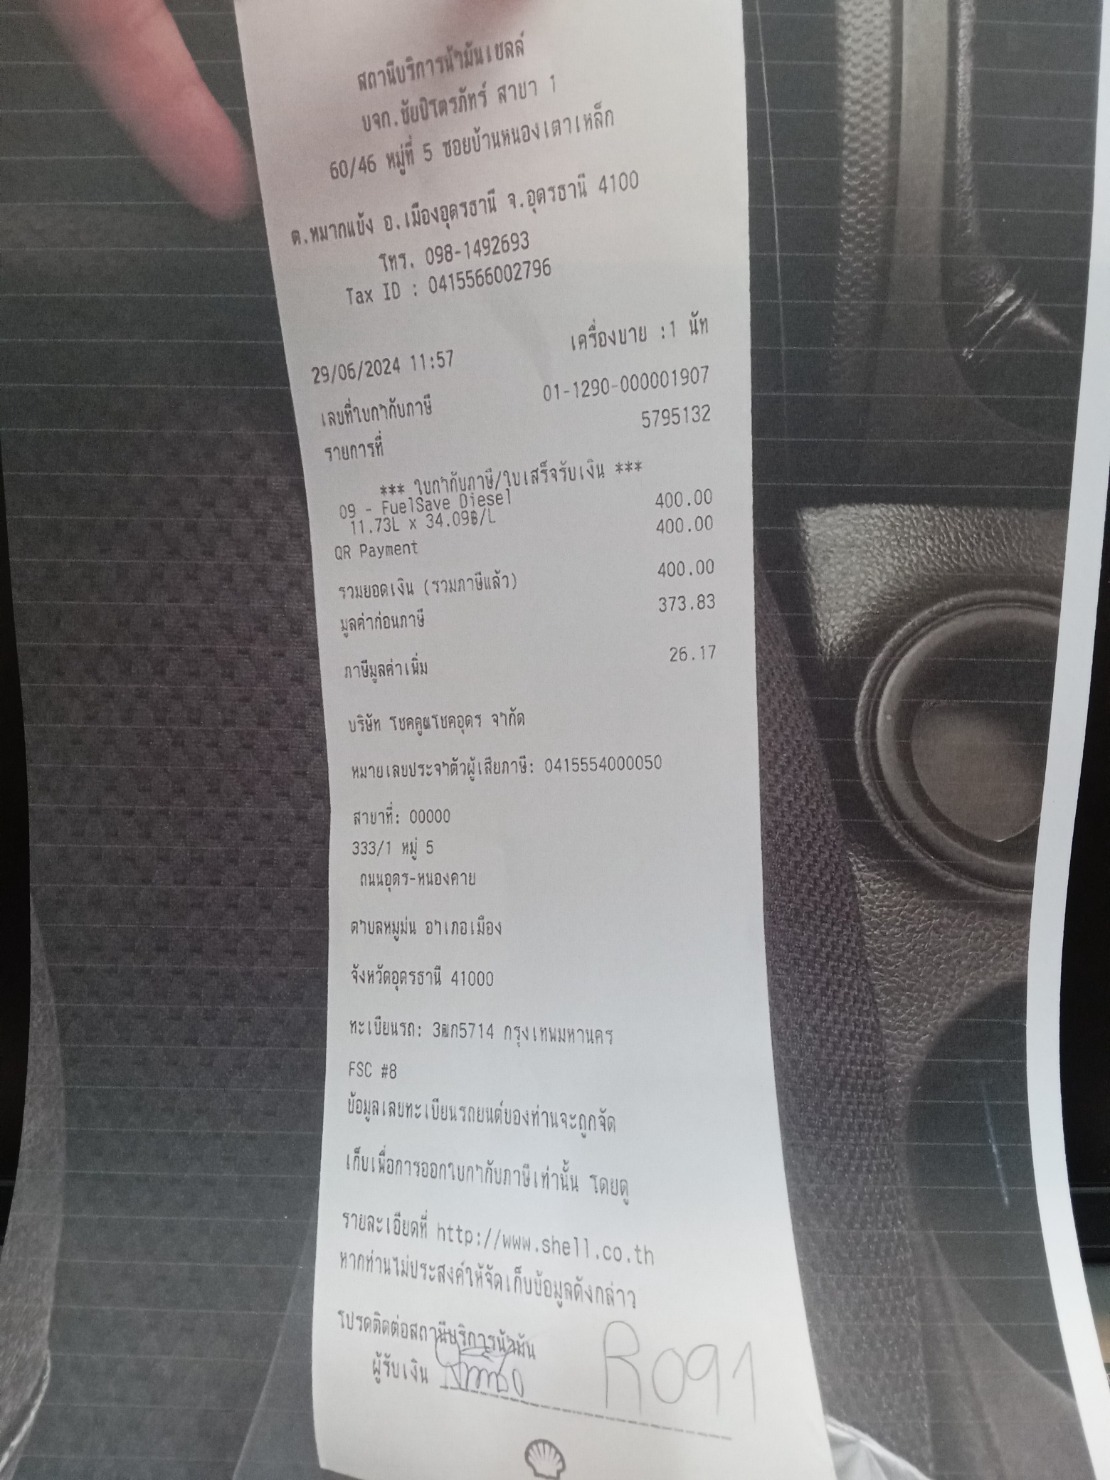 สถานีบริการน้ำมันเชลล์
บจก.ชัยปิโตรภัทร์ สาขา 1
60/46 หมู่ที่ 5 ซอยบ้านหนองเตาเหล็ก
ต.หมากแข้ง อ.เมืองอุดรธานี จ.อุดรธานี 4100
โทร. 098-1492693
Tax ID : 0415566002796
29/06/2024 11:57 เครื่องขาย :1 นัท
เลขที่ใบกำกับภาษี 01-1290-000001907
รายการที่ 5795132
*** ใบกำกับภาษี/ใบเสร็จรับเงิน ***
09 - FuelSave Diesel 400.00
11.73L x 34.09฿/L
QR Payment 400.00
รวมยอดเงิน (รวมภาษีแล้ว) 400.00
มูลค่าก่อนภาษี 373.83
ภาษีมูลค่าเพิ่ม 26.17
บริษัท โชคคูณโชคอุดร จำกัด
หมายเลขประจำตัวผู้เสียภาษี: 0415554000050
สาขาที่: 00000
333/1 หมู่ 5
ถนนอุดร-หนองคาย
ตำบลหมูม่น อำเภอเมือง
จังหวัดอุดรธานี 41000
ทะเบียนรถ: 3ฒก5714 กรุงเทพมหานคร
FSC #8
ข้อมูลเลขทะเบียนรถยนต์ของท่านจะถูกจัด
เก็บเพื่อการออกใบกำกับภาษีเท่านั้น โดยดู
รายละเอียดที่ http://www.shell.co.th
หากท่านไม่ประสงค์ให้จัดเก็บข้อมูลดังกล่าว
โปรดติดต่อสถานีบริการน้ำมัน
ผู้รับเงิน
R091